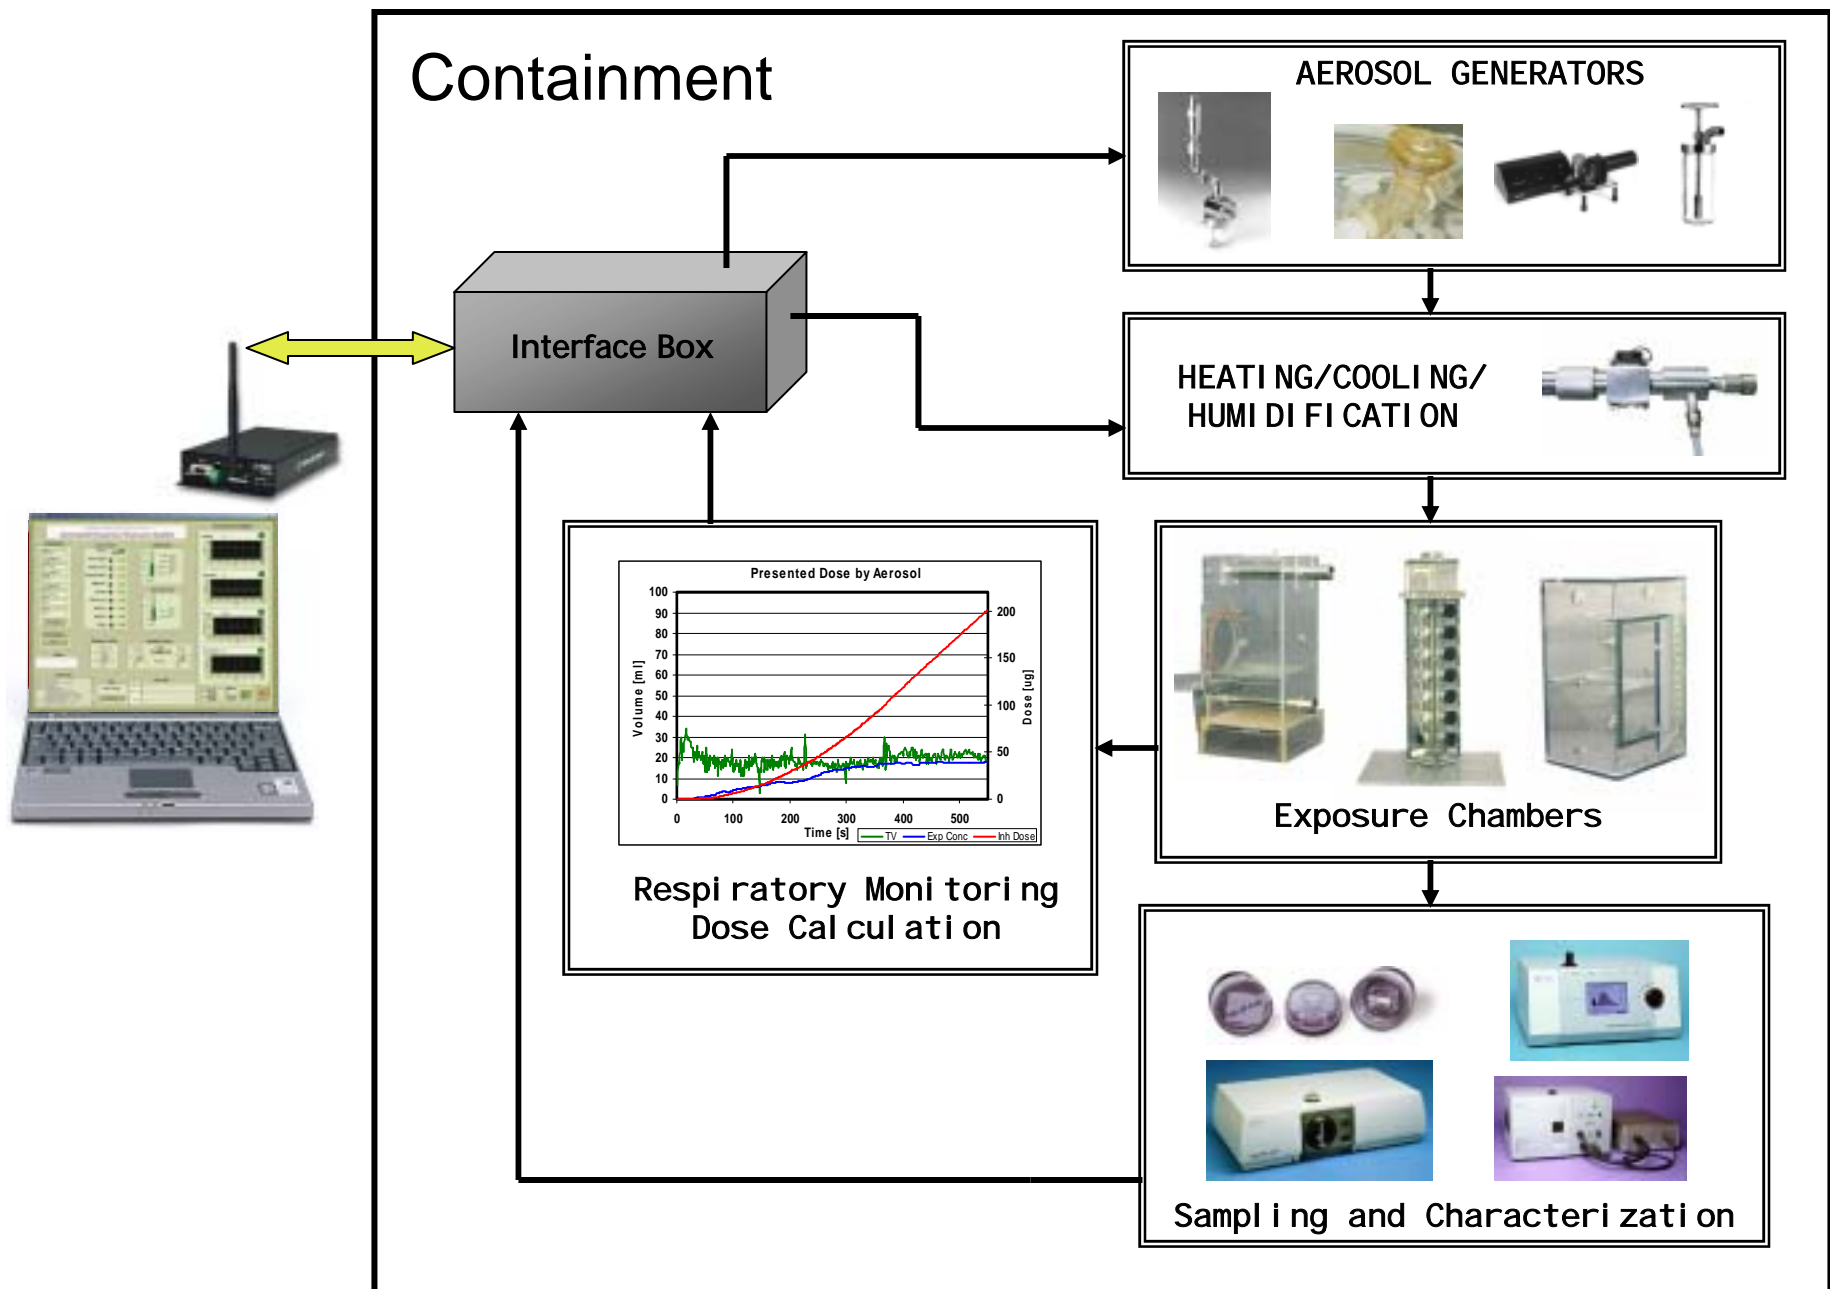 Containment
AEROSOL GENERATORS
Interface Box
HEATING/COOLING/
HUMIDIFICATION
Presented Dose by Aerosol
100
90
80
70
60
50
40
30
20
10
0
Volume [ml]
200
150
100
50
0
Dose [ug]
0 100 200 300 400 500
Time [s]
TV Exp Conc Inh Dose
Respiratory Monitoring
Dose Calculation
Exposure Chambers
Sampling and Characterization